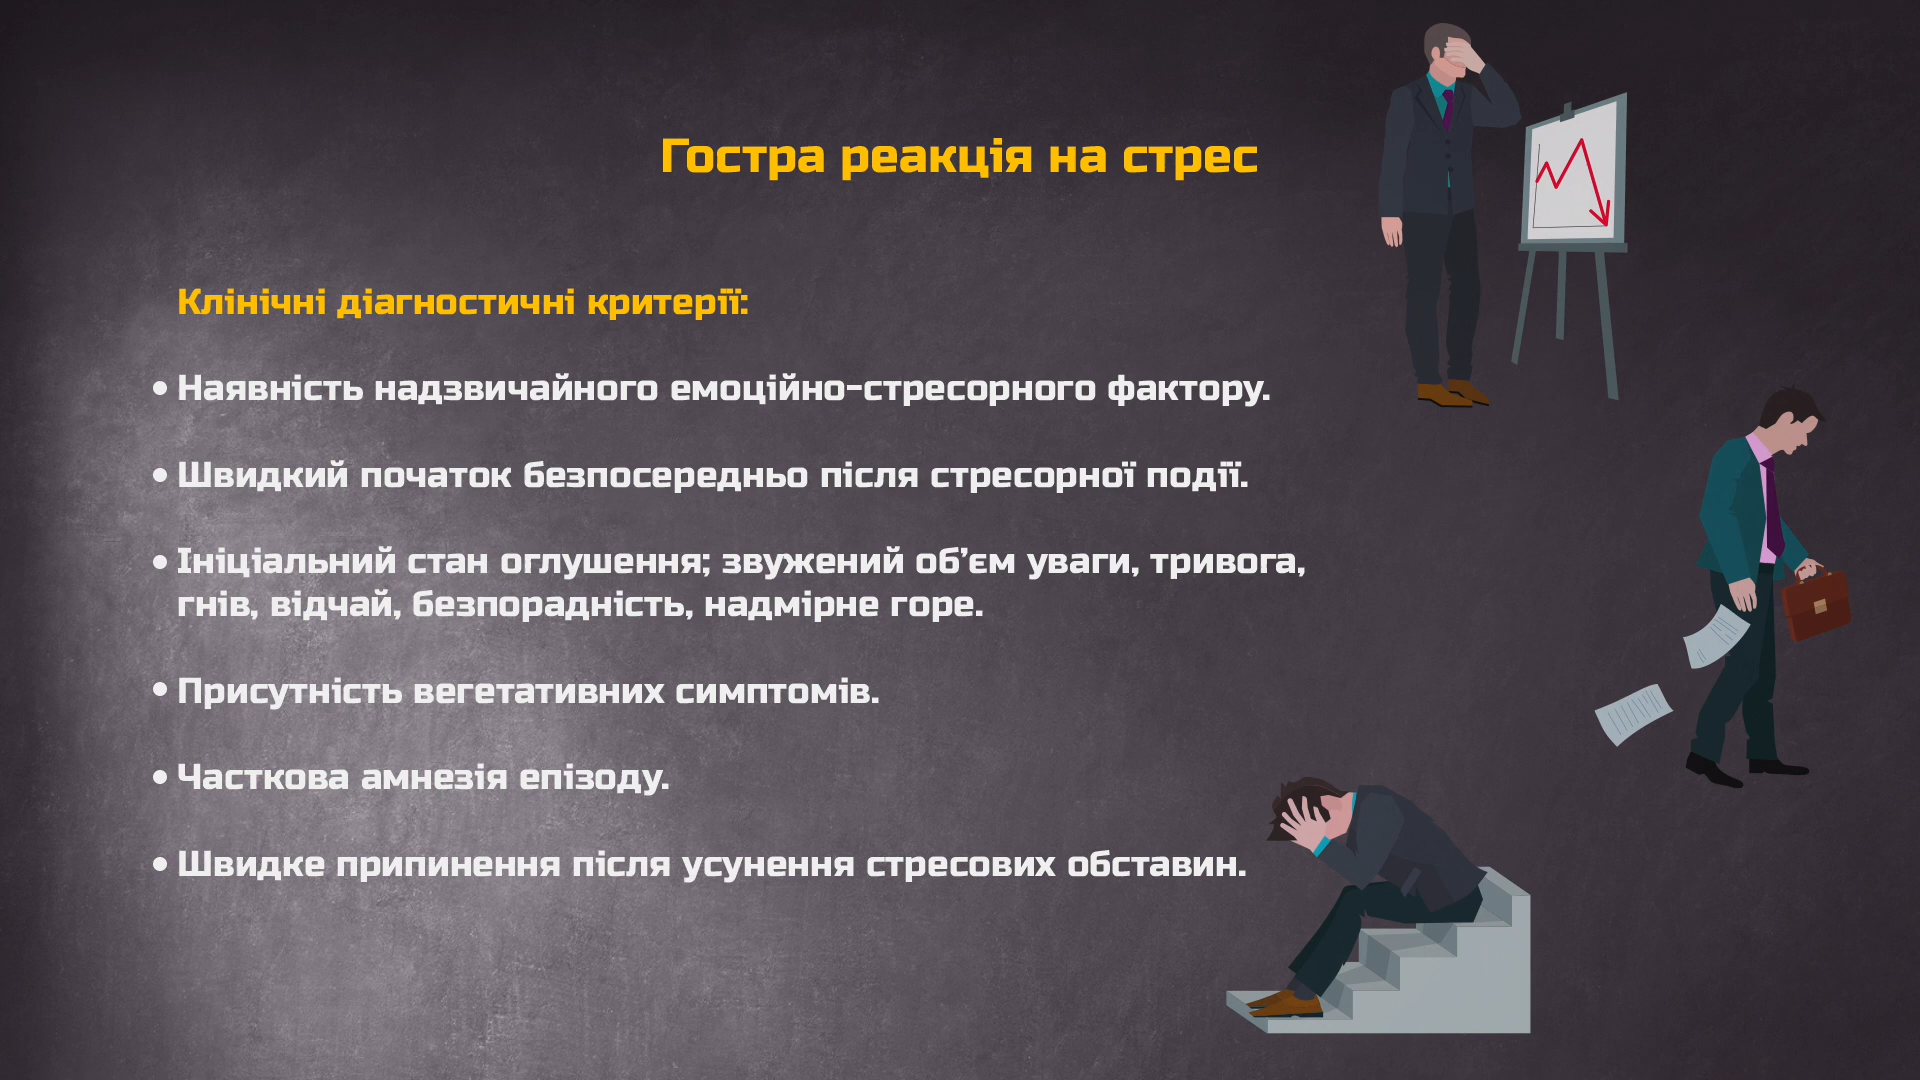 Гостра реакція на стрес
Клінічні діагностичні критерії:
• Наявність надзвичайного емоційно-стресорного фактору.
• Швидкий початок безпосередньо після стресорної події.
• Ініціальний стан оглушення; звужений об’єм уваги, тривога,
гнів, відчай, безпорадність, надмірне горе.
• Присутність вегетативних симптомів.
• Часткова амнезія епізоду.
• Швидке припинення після усунення стресових обставин.